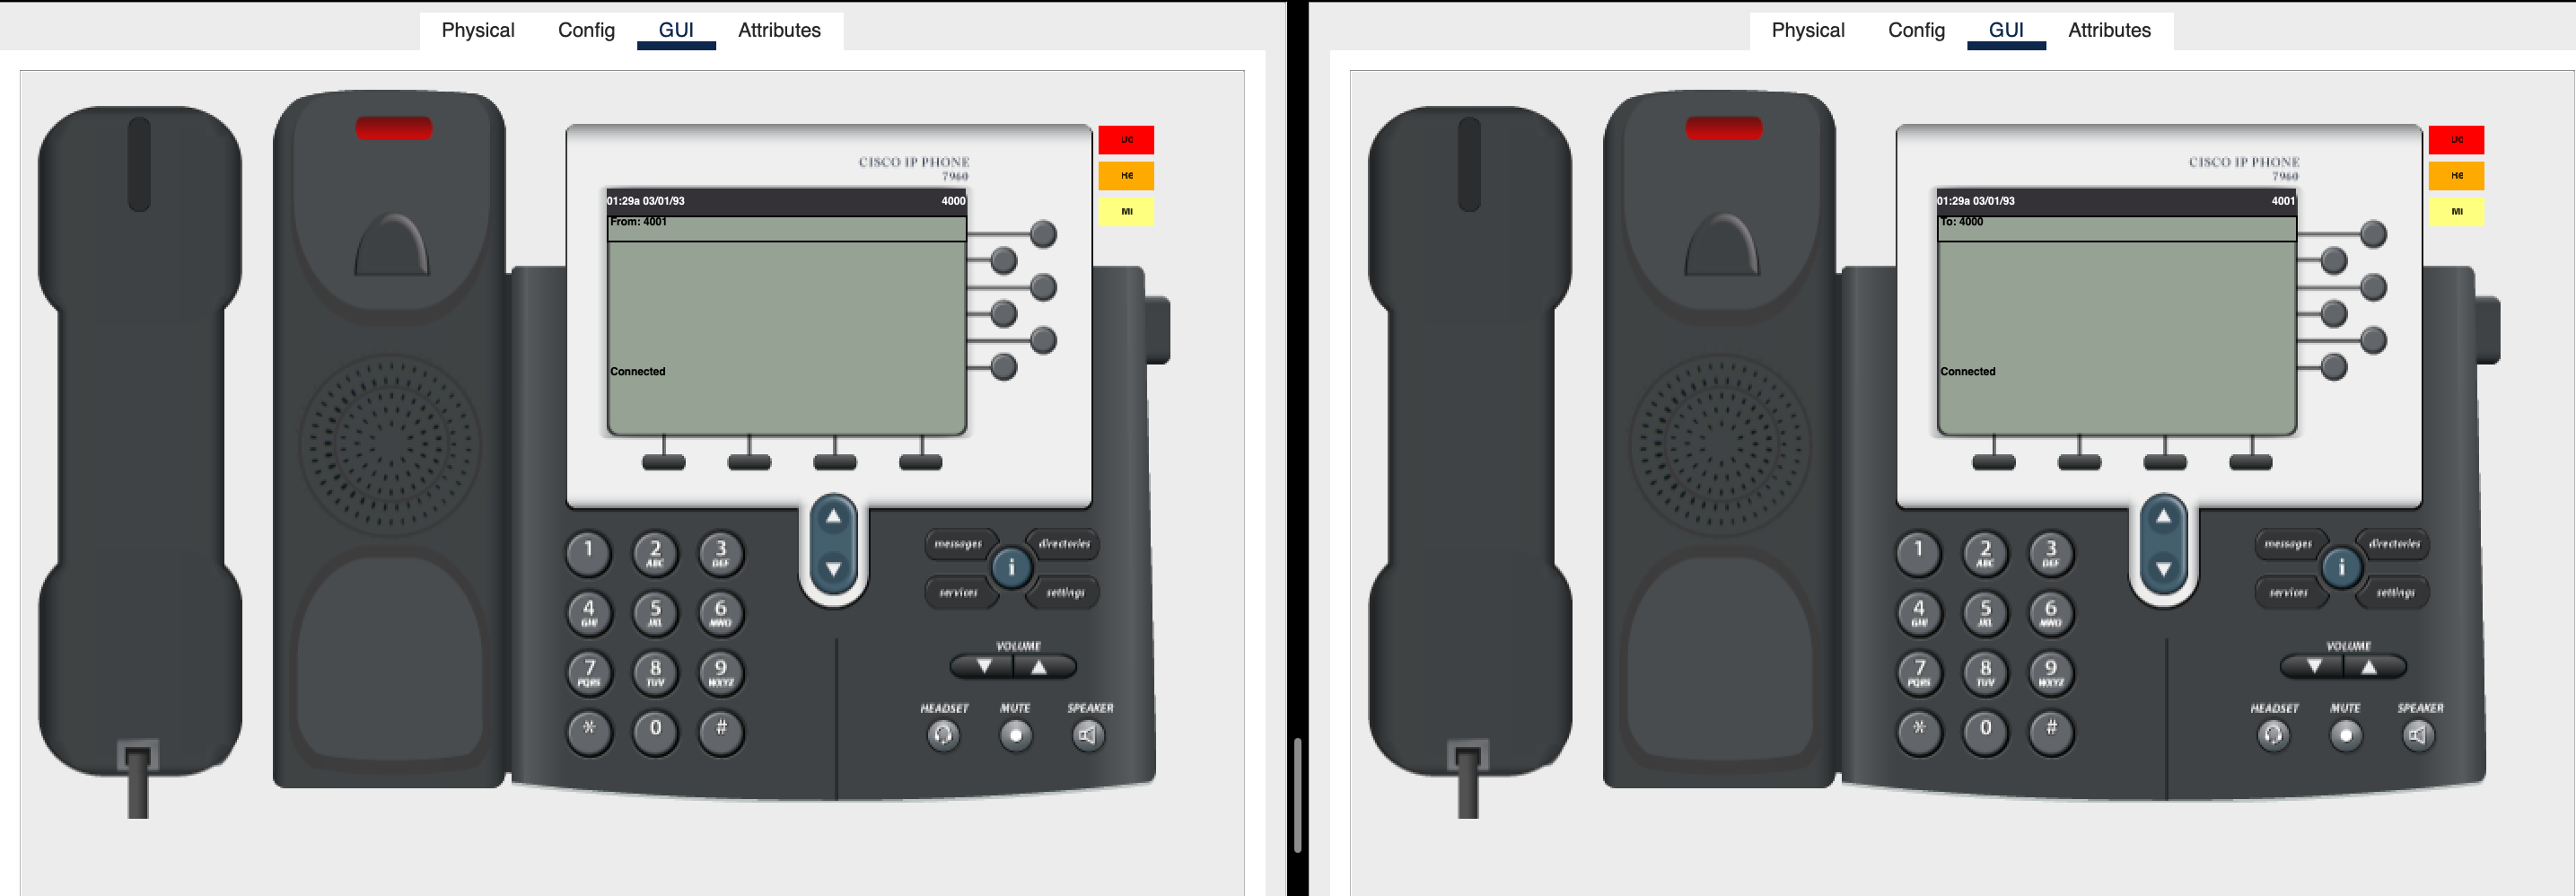 Physical Config GUI Attributes
CISCO IP PHONE
7960
01:29a 03/01/93 4000
From: 4001
Connected
1 2 ABC 3 DEF
4 GHI 5 JKL 6 MNO
7 PQRS 8 TUV 9 WXYZ
* 0 #
messages directories
i
services settings
VOLUME
HEADSET MUTE SPEAKER
Physical Config GUI Attributes
CISCO IP PHONE
7960
01:29a 03/01/93 4001
To: 4000
Connected
1 2 ABC 3 DEF
4 GHI 5 JKL 6 MNO
7 PQRS 8 TUV 9 WXYZ
* 0 #
messages directories
i
services settings
VOLUME
HEADSET MUTE SPEAKER